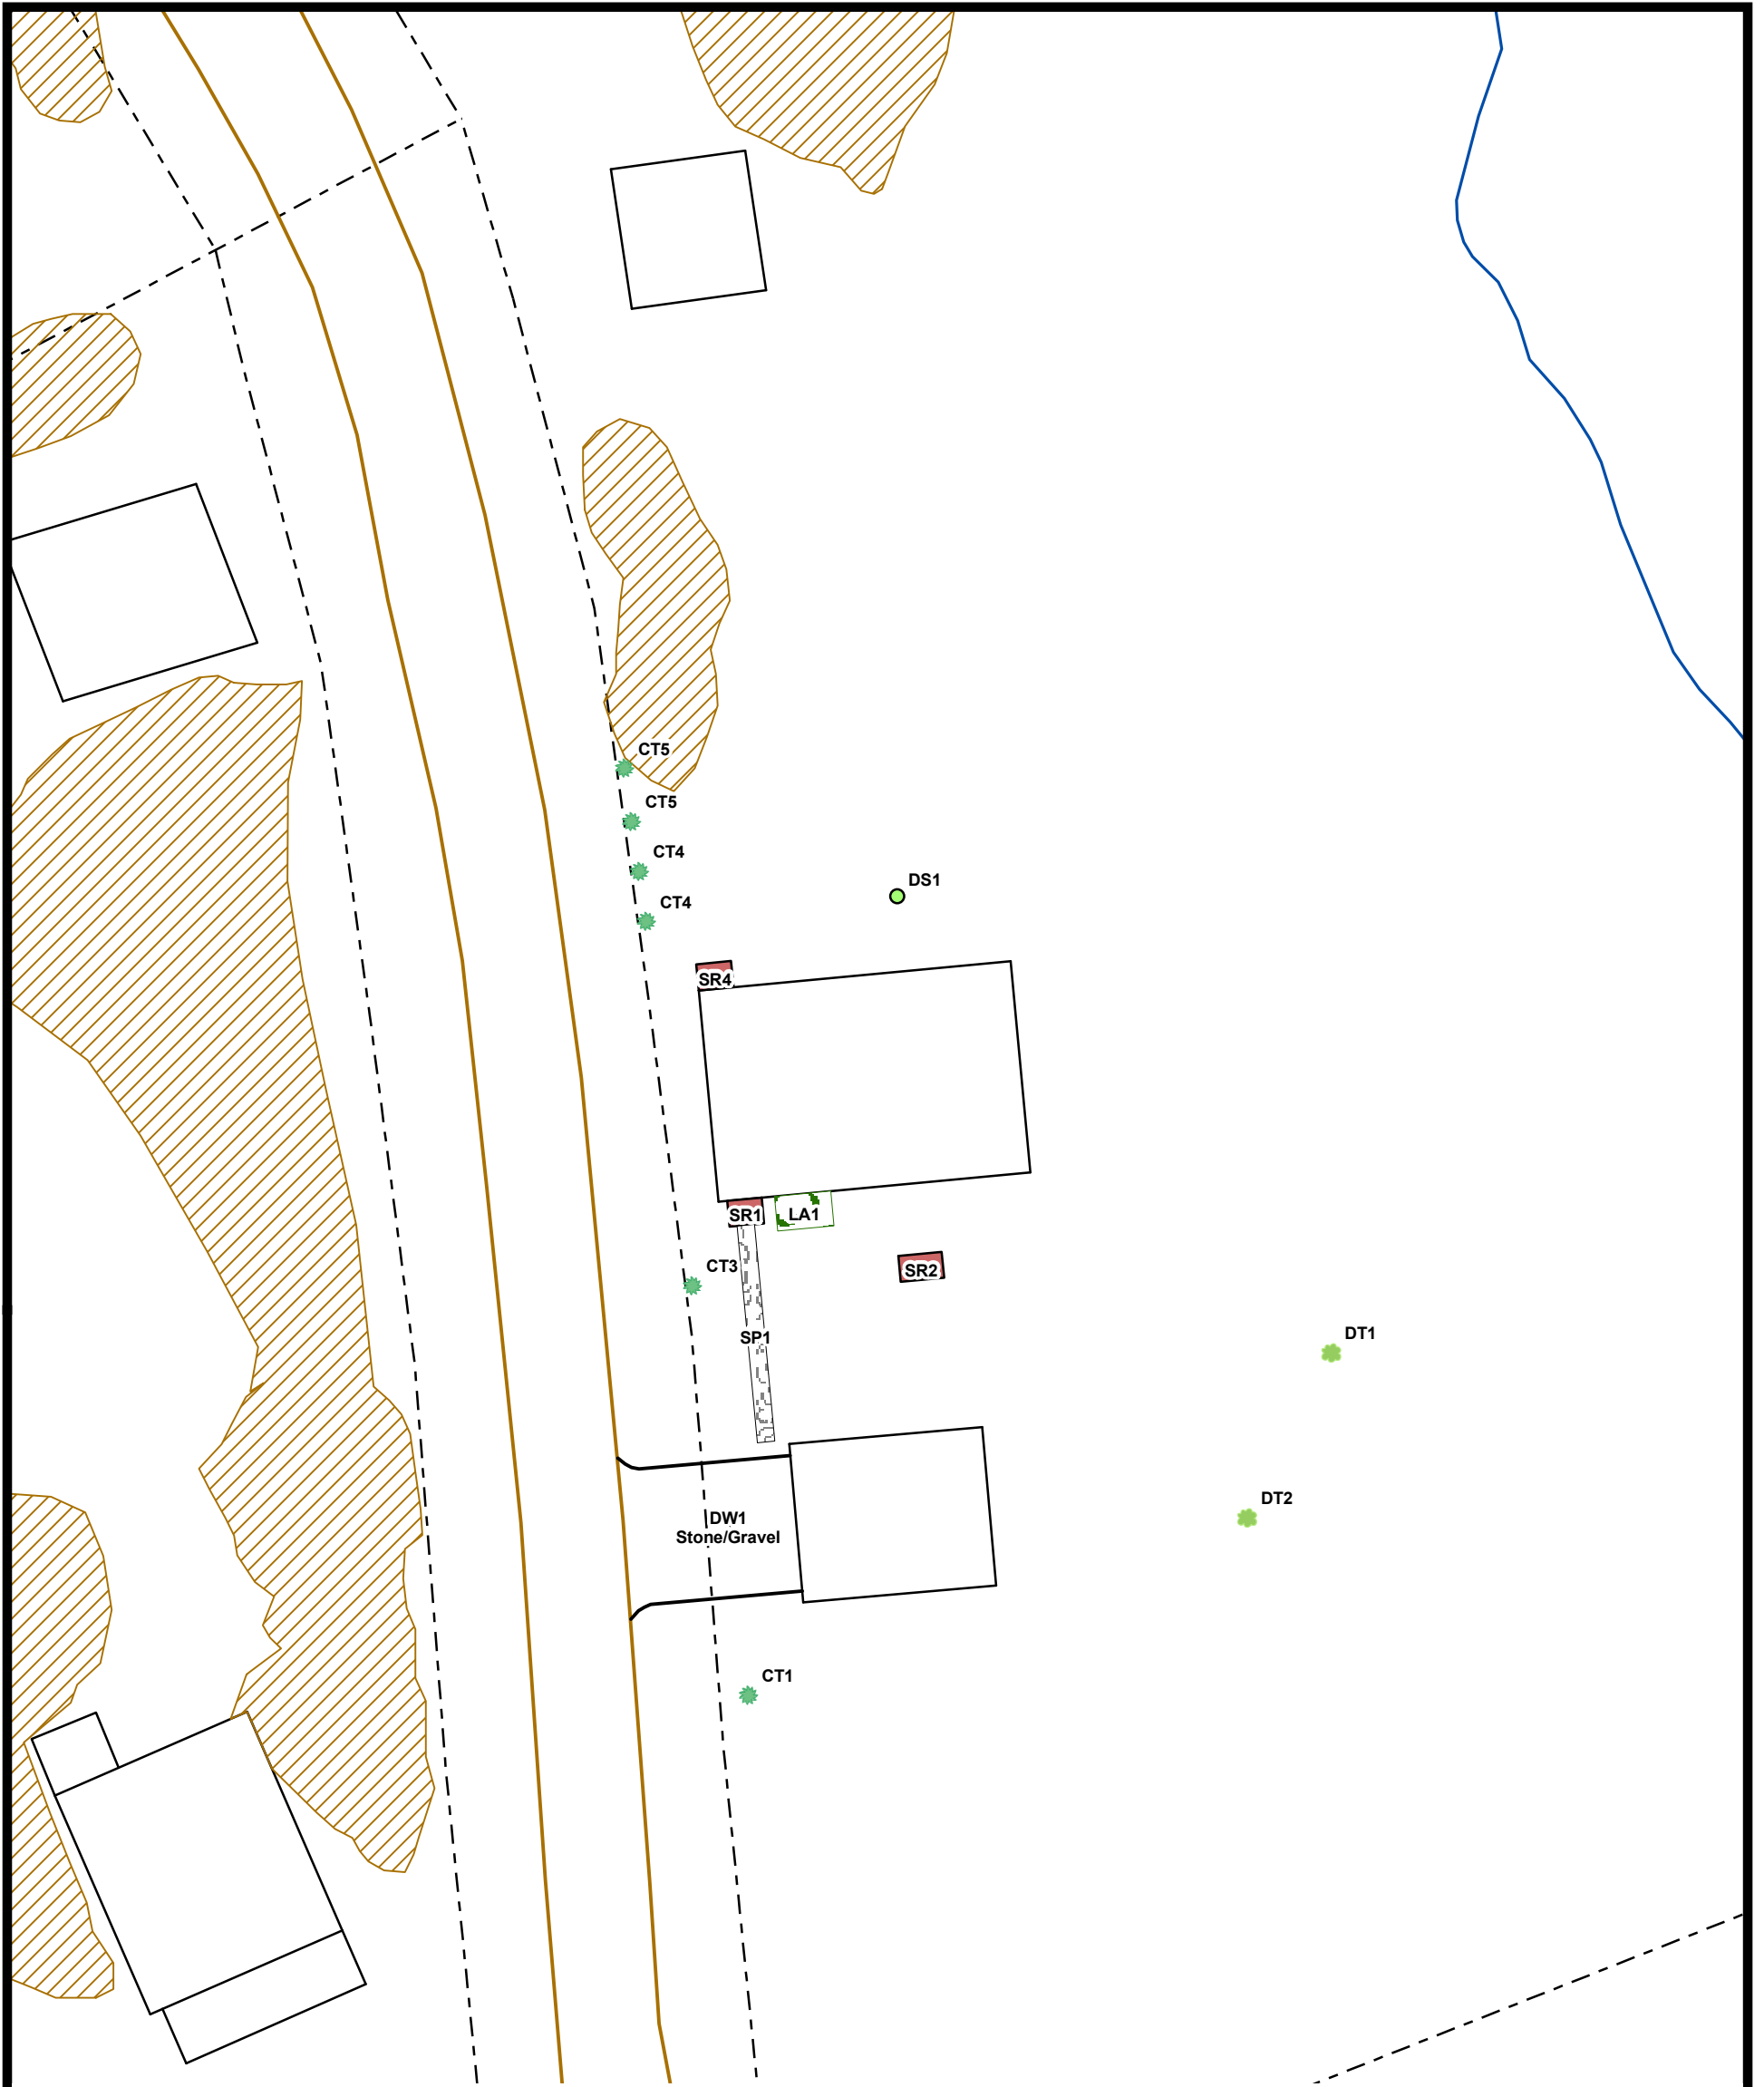 CT5
CT5
CT4
DS1
CT4
SR4
SR1
LA1
CT3
SR2
SP1
DT1
DT2
DW1
Stone/Gravel
CT1